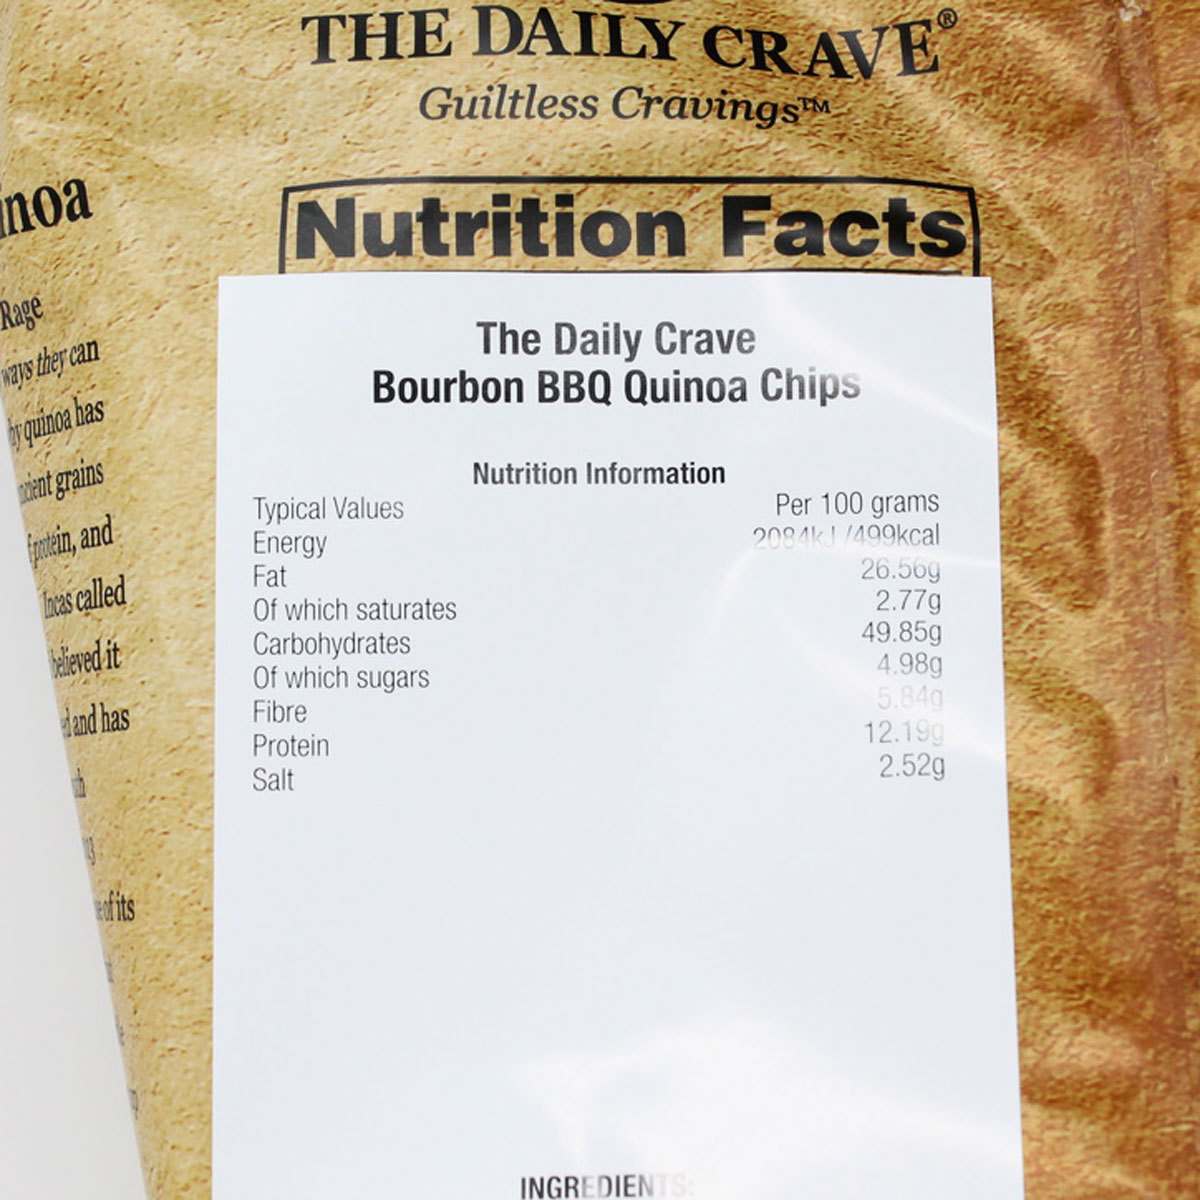 THE DAILY CRAVE®
Guiltless Cravings™
Nutrition Facts
Rage
ways they can
quinoa has
grains
protein, and
Incas called
believed it
and has
of its
The Daily Crave
Bourbon BBQ Quinoa Chips
Nutrition Information
Typical Values Per 100 grams
Energy 2084kJ /499kcal
Fat 26.56g
Of which saturates 2.77g
Carbohydrates 49.85g
Of which sugars 4.98g
Fibre 5.84g
Protein 12.19g
Salt 2.52g
INGREDIENTS: